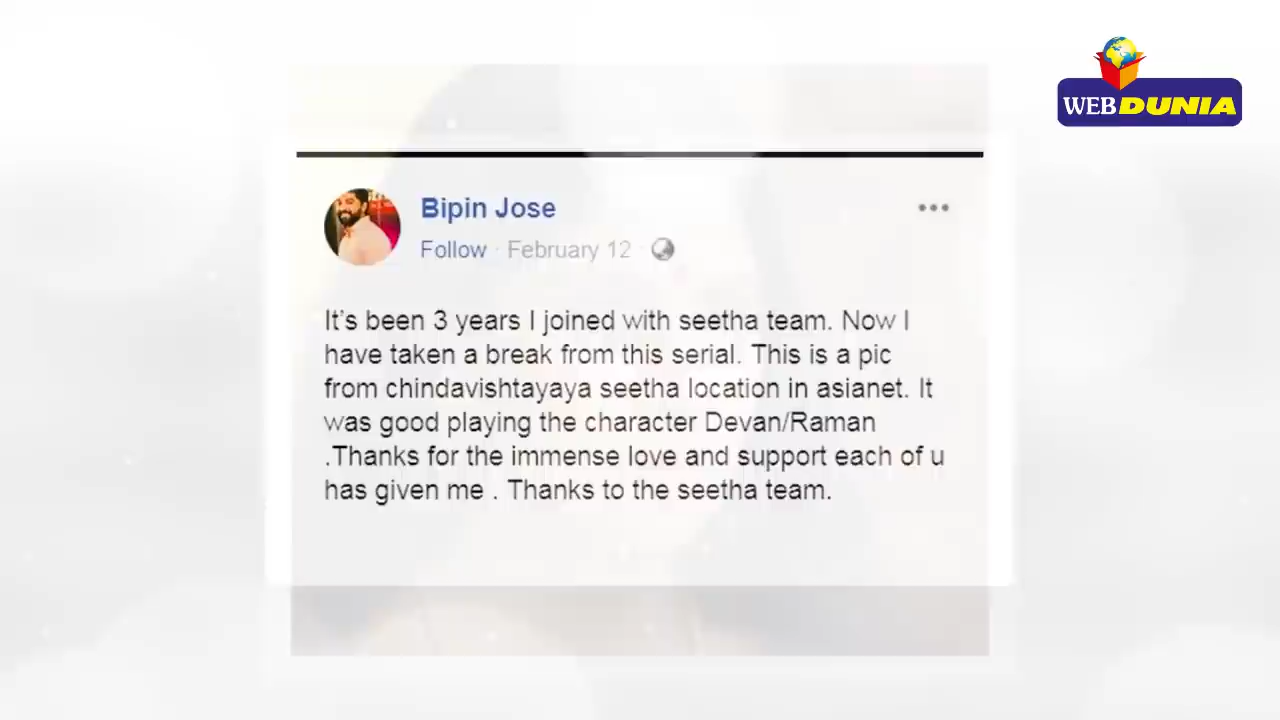 WEBDUNIA
Bipin Jose
Follow · February 12 ·
It's been 3 years I joined with seetha team. Now I
have taken a break from this serial. This is a pic
from chindavishtayaya seetha location in asianet. It
was good playing the character Devan/Raman
.Thanks for the immense love and support each of u
has given me . Thanks to the seetha team.